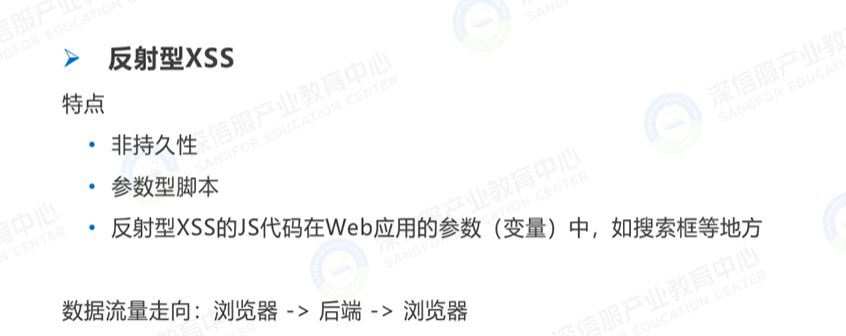 反射型XSS
特点
非持久性
参数型脚本
反射型XSS的JS代码在Web应用的参数（变量）中，如搜索框等地方
数据流量走向：浏览器 -> 后端 -> 浏览器
深信服产业教育中心
SANGFOR EDUCATION CENTER